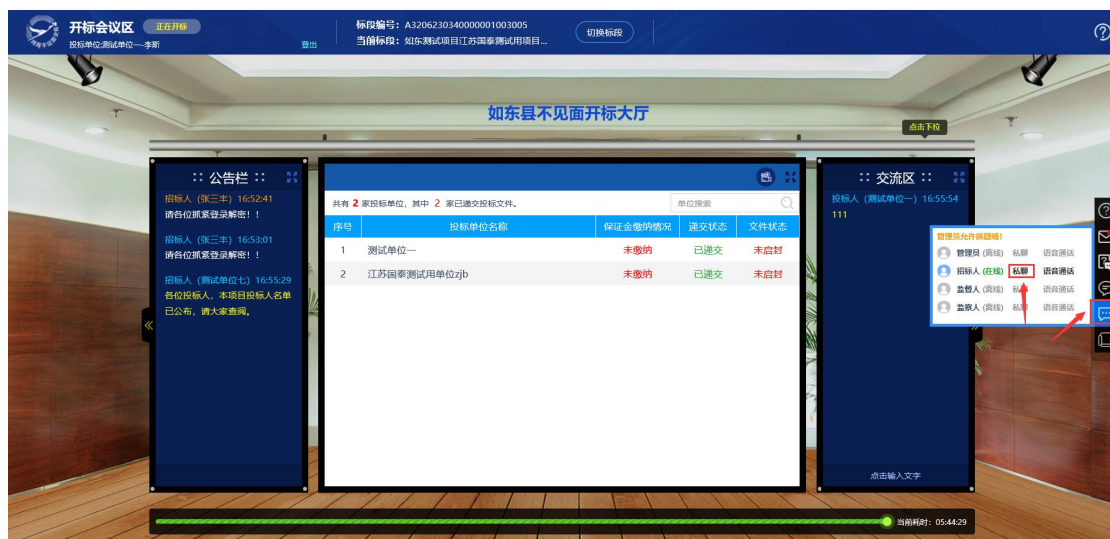 开标会议区 正在开标
投标单位:测试单位一-李斯 登出
标段编号：A3206230340000001003005
当前标段：如东测试项目江苏国泰测试用项目...
切换标段
如东县不见面开标大厅
点击下拉
:: 公告栏 ::
招标人（张三丰）16:52:41
请各位抓紧登录解密！！
招标人（张三丰）16:53:01
请各位抓紧登录解密！！
招标人（测试单位七）16:55:29
各位投标人，本项目投标人名单
已公布，请大家查阅。
共有 2 家投标单位，其中 2 家已递交投标文件。 单位搜索
序号 投标单位名称 保证金缴纳情况 递交状态 文件状态
1 测试单位一 未缴纳 已递交 未启封
2 江苏国泰测试用单位zjb 未缴纳 已递交 未启封
:: 交流区 ::
投标人（测试单位一）16:55:54
111
管理员允许质疑啦!
管理员 (离线) 私聊 语音通话
招标人 (在线) 私聊 语音通话
监督人 (离线) 私聊 语音通话
监察人 (离线) 私聊 语音通话
点击输入文字
当前耗时：05:44:29